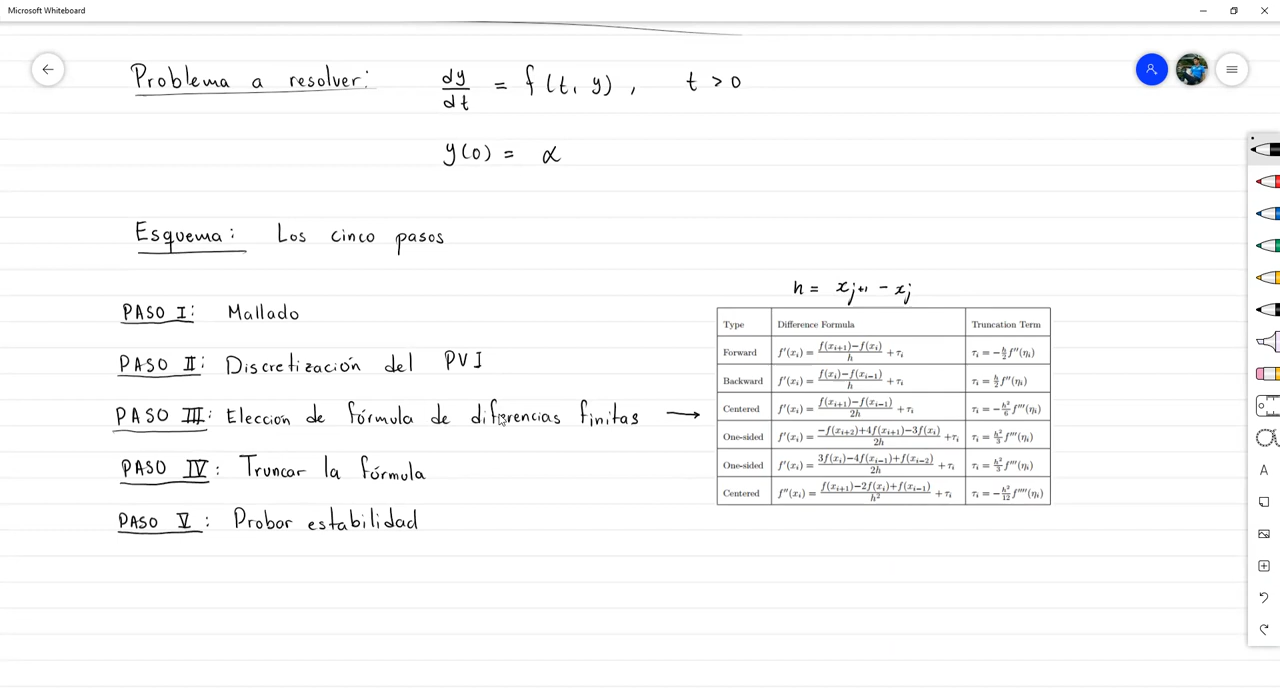 Microsoft Whiteboard
Problema a resolver: dy/dt = f(t, y), t > 0
y(0) = α
Esquema: Los cinco pasos
PASO I: Mallado
PASO II: Discretización del PVI
PASO III: Elección de fórmula de diferencias finitas →
PASO IV: Truncar la fórmula
PASO V: Probar estabilidad
h = x_{j+1} - x_j
Type Difference Formula Truncation Term
Forward f'(x_i) = (f(x_{i+1})−f(x_i))/h + τ_i τ_i = −h/2 f''(η_i)
Backward f'(x_i) = (f(x_i)−f(x_{i−1}))/h + τ_i τ_i = h/2 f''(η_i)
Centered f'(x_i) = (f(x_{i+1})−f(x_{i−1}))/2h + τ_i τ_i = −h²/6 f'''(η_i)
One-sided f'(x_i) = (−f(x_{i+2})+4f(x_{i+1})−3f(x_i))/2h + τ_i τ_i = h²/3 f'''(η_i)
One-sided f'(x_i) = (3f(x_i)−4f(x_{i−1})+f(x_{i−2}))/2h + τ_i τ_i = h²/3 f'''(η_i)
Centered f''(x_i) = (f(x_{i+1})−2f(x_i)+f(x_{i−1}))/h² + τ_i τ_i = −h²/12 f''''(η_i)
A